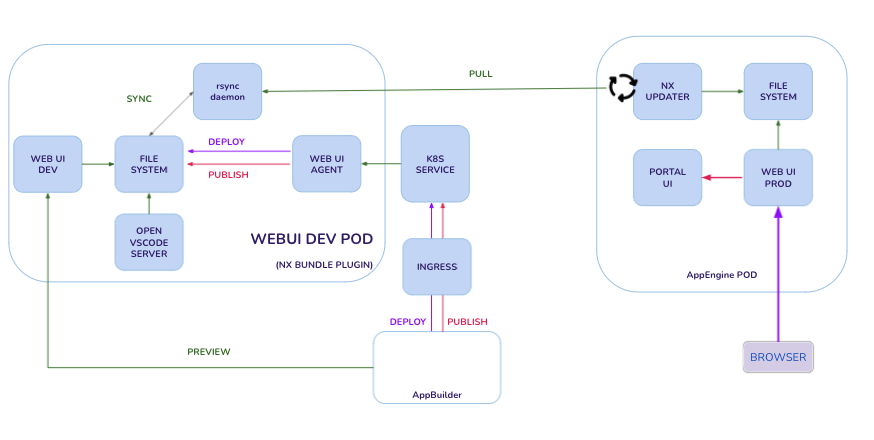 PULL
rsync
daemon
NX
UPDATER
FILE
SYSTEM
SYNC
DEPLOY
WEB UI
DEV
FILE
SYSTEM
WEB UI
AGENT
K8S
SERVICE
PUBLISH
PORTAL
UI
WEB UI
PROD
OPEN
VSCODE
SERVER
WEBUI DEV POD
(NX BUNDLE PLUGIN)
INGRESS
AppEngine POD
DEPLOY
PUBLISH
PREVIEW
BROWSER
AppBuilder